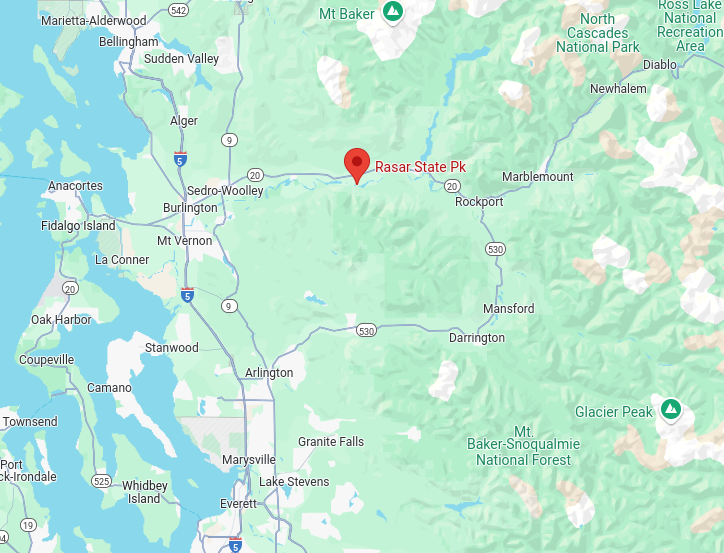 542
Mt Baker
Ross Lake
National
Recreation
Area
Marietta-Alderwood
North
Cascades
National Park
Bellingham
Sudden Valley
Diablo
Newhalem
Alger
9
5
Rasar State Pk
20
Marblemount
20
Anacortes
Sedro-Woolley
Rockport
Burlington
Fidalgo Island
Mt Vernon
530
La Conner
20
5
9
Mansford
Oak Harbor
530
Darrington
Stanwood
Coupeville
Arlington
Camano
Glacier Peak
Townsend
Mt.
Baker-Snoqualmie
National Forest
Granite Falls
Marysville
Port
ck-Irondale
525
Whidbey
Island
Lake Stevens
Everett
19
5